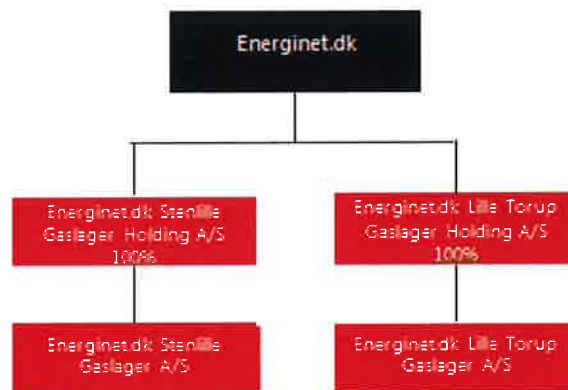 Energinet.dk
Energinet.dk Stenlille
Gaslager Holding A/S
100%
Energinet.dk Lille Torup
Gaslager Holding A/S
100%
Energinet.dk Stenlille
Gaslager A/S
Energinet.dk Lille Torup
Gaslager A/S